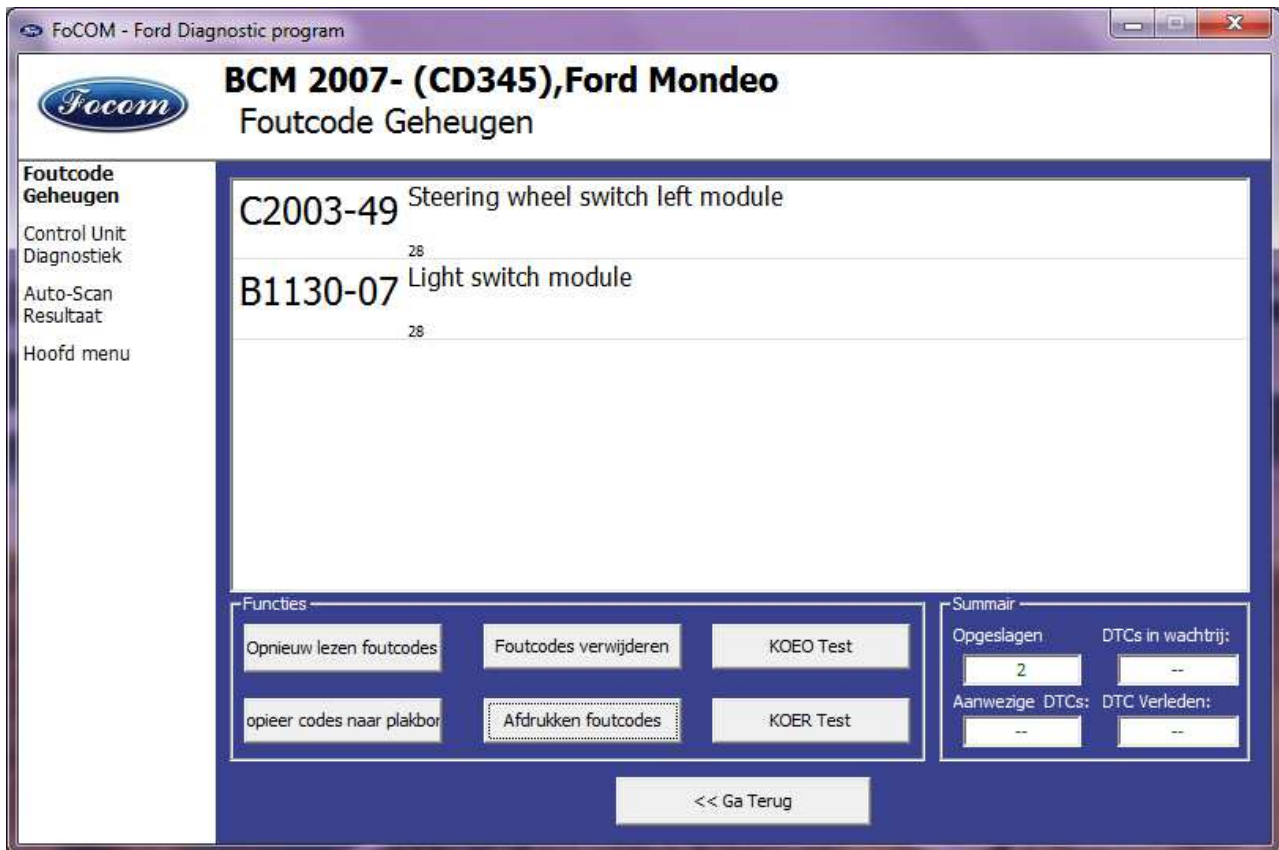 FoCOM - Ford Diagnostic program
X
Focom
BCM 2007- (CD345),Ford Mondeo
Foutcode Geheugen
Foutcode
Geheugen
Control Unit
Diagnostiek
Auto-Scan
Resultaat
Hoofd menu
C2003-49 Steering wheel switch left module
28
B1130-07 Light switch module
28
Functies
Opnieuw lezen foutcodes
Foutcodes verwijderen
KOEO Test
opieer codes naar plakbor
Afdrukken foutcodes
KOER Test
Summair
Opgeslagen
DTCs in wachtrij:
2
--
Aanwezige DTCs:
DTC Verleden:
--
--
<< Ga Terug